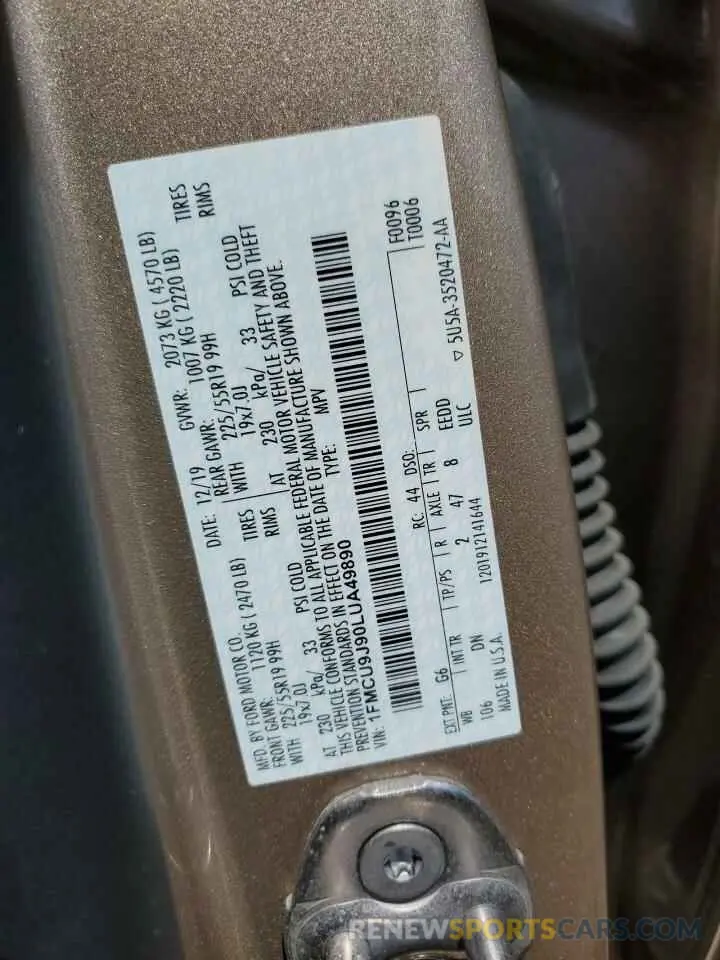 MFD. BY FORD MOTOR CO.
DATE: 12/19
GVWR: 2073 KG ( 4570 LB)
FRONT GAWR: 1120 KG ( 2470 LB)
REAR GAWR: 1007 KG ( 2220 LB)
225/55R19 99H TIRES
225/55R19 99H TIRES
WITH 19x7.0J RIMS
WITH 19x7.0J RIMS
AT 230 kPa/ 33 PSI COLD
AT 230 kPa/ 33 PSI COLD
THIS VEHICLE CONFORMS TO ALL APPLICABLE FEDERAL MOTOR VEHICLE SAFETY AND THEFT
PREVENTION STANDARDS IN EFFECT ON THE DATE OF MANUFACTURE SHOWN ABOVE.
VIN: 1FMCU9J90LUA49890
TYPE: MPV
F0096
T0006
EXT PNT: G6 RC: 44 DSO:
WB INT TR TP/PS R AXLE TR SPR
106 DN 2 47 8 EEDD
ULC
MADE IN U.S.A. 120191214​1644
▽ 5U5A-3520472-AA
RENEWSPORTSCARS.COM